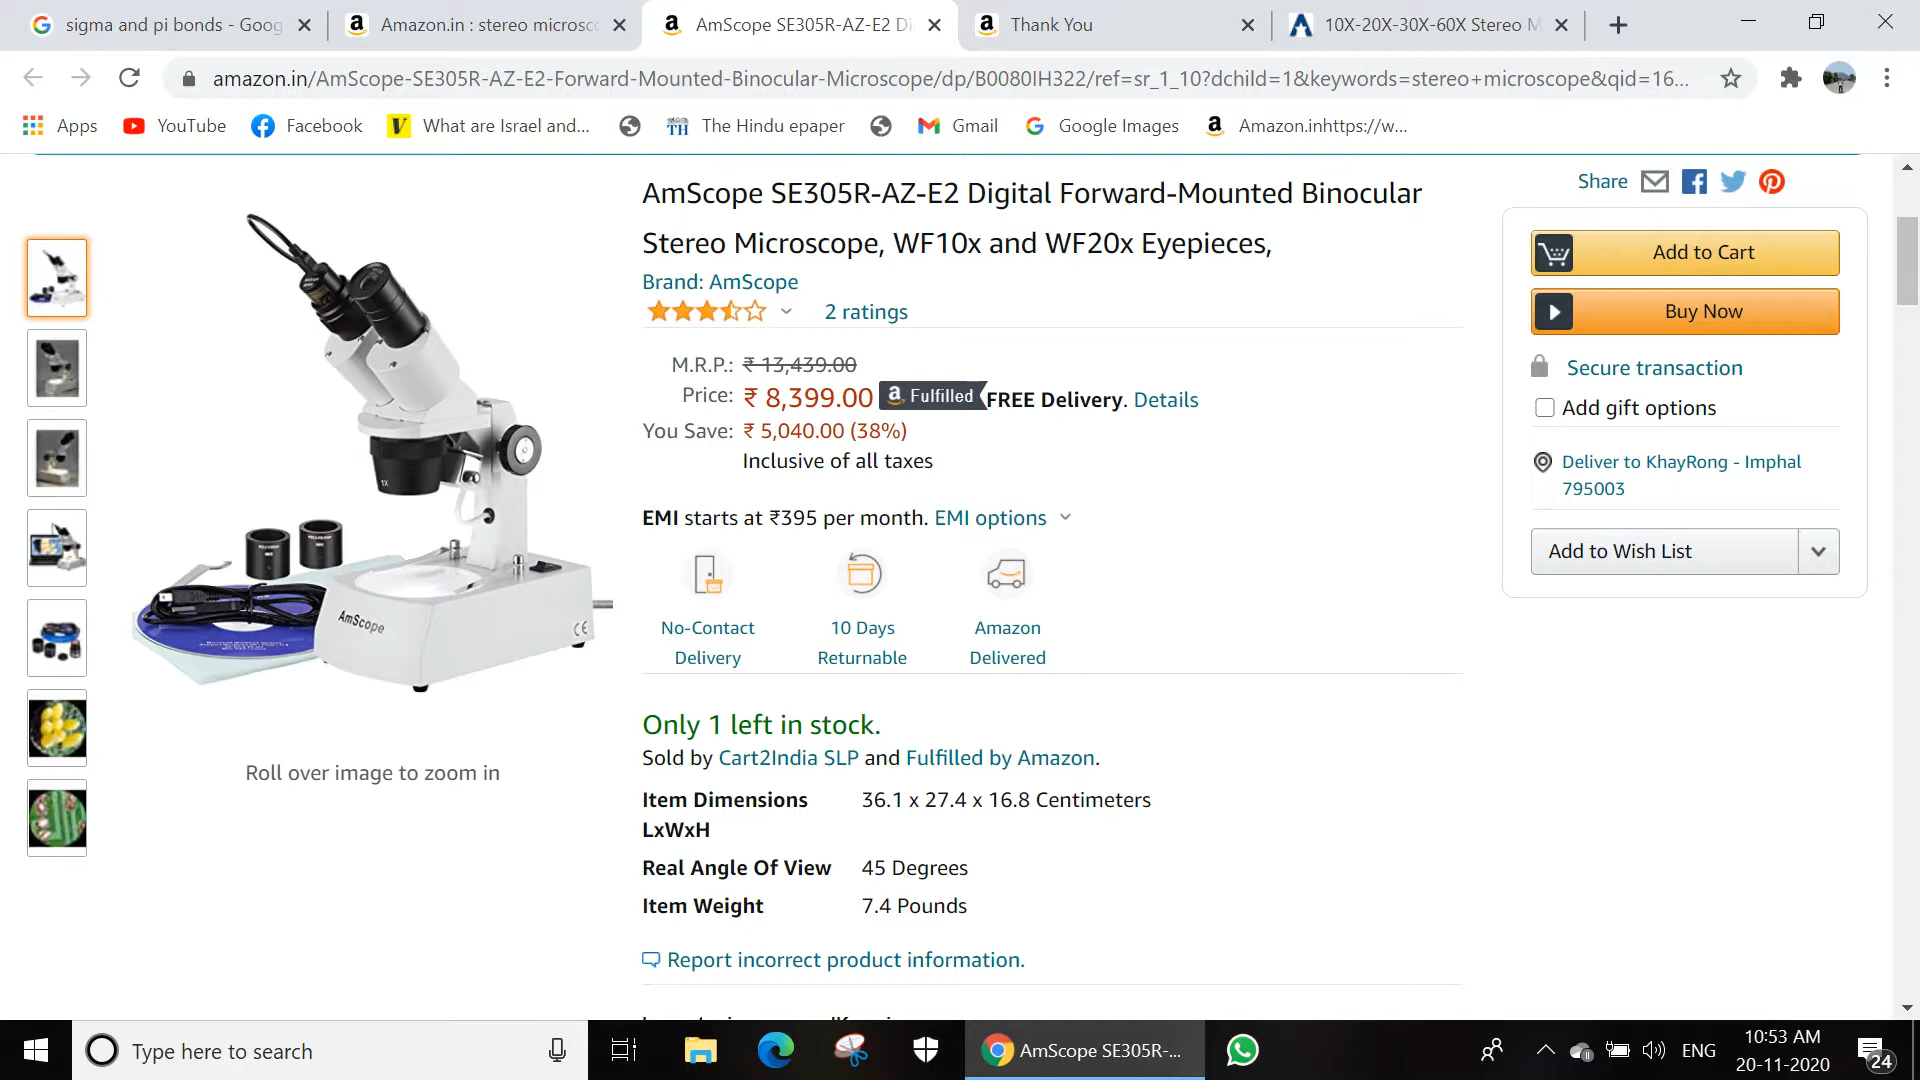 sigma and pi bonds - Goog
Amazon.in : stereo microsc
AmScope SE305R-AZ-E2 Di
Thank You
10X-20X-30X-60X Stereo M
amazon.in/AmScope-SE305R-AZ-E2-Forward-Mounted-Binocular-Microscope/dp/B0080IH322/ref=sr_1_10?dchild=1&keywords=stereo+microscope&qid=16...
Apps
YouTube
Facebook
What are Israel and...
TH The Hindu epaper
Gmail
Google Images
Amazon.inhttps://w...
AmScope SE305R-AZ-E2 Digital Forward-Mounted Binocular
Stereo Microscope, WF10x and WF20x Eyepieces,
Brand: AmScope
2 ratings
M.R.P.: ₹ 13,439.00
Price: ₹ 8,399.00 Fulfilled FREE Delivery. Details
You Save: ₹ 5,040.00 (38%)
Inclusive of all taxes
EMI starts at ₹395 per month. EMI options
No-Contact
Delivery
10 Days
Returnable
Amazon
Delivered
Only 1 left in stock.
Sold by Cart2India SLP and Fulfilled by Amazon.
Item Dimensions 36.1 x 27.4 x 16.8 Centimeters
LxWxH
Real Angle Of View 45 Degrees
Item Weight 7.4 Pounds
Report incorrect product information.
1X
AmScope
CE
Roll over image to zoom in
Share
Add to Cart
Buy Now
Secure transaction
Add gift options
Deliver to KhayRong - Imphal
795003
Add to Wish List
Type here to search
AmScope SE305R-...
ENG
10:53 AM
20-11-2020
24